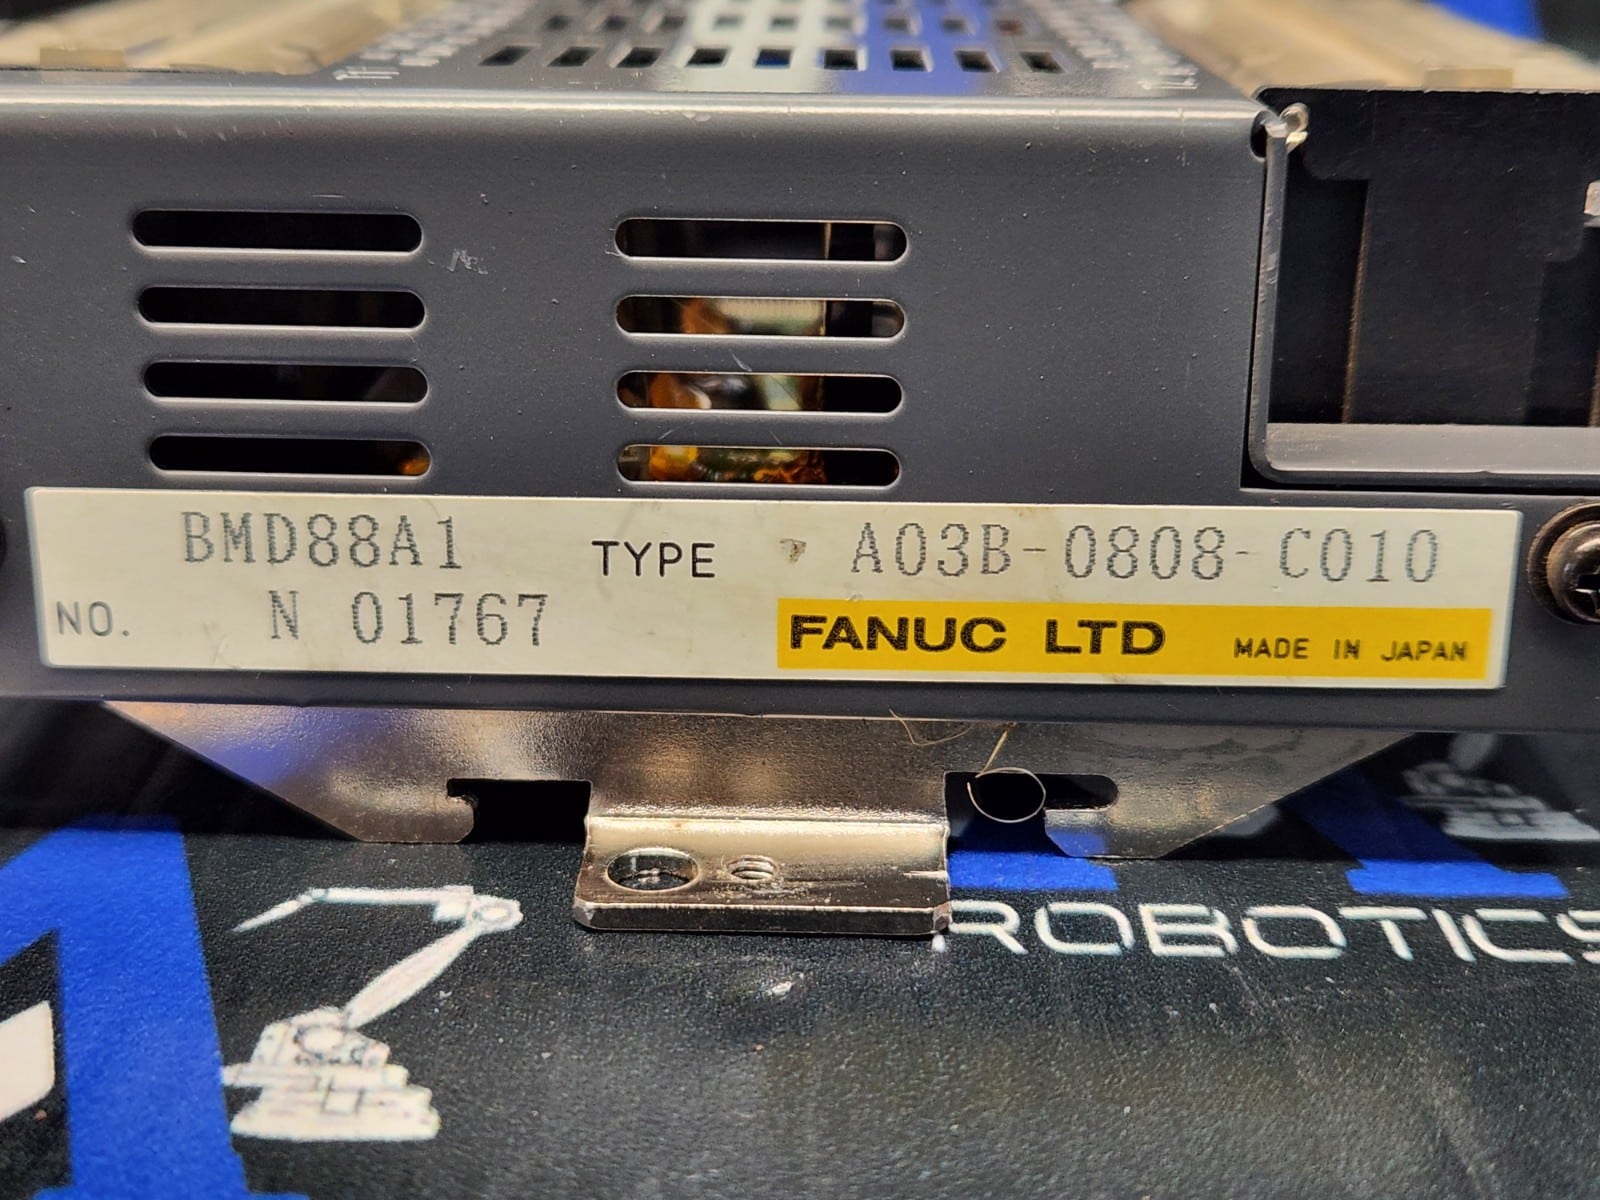 BMD88A1 TYPE A03B-0808-C010
NO. N 01767
FANUC LTD MADE IN JAPAN
ROBOTICS